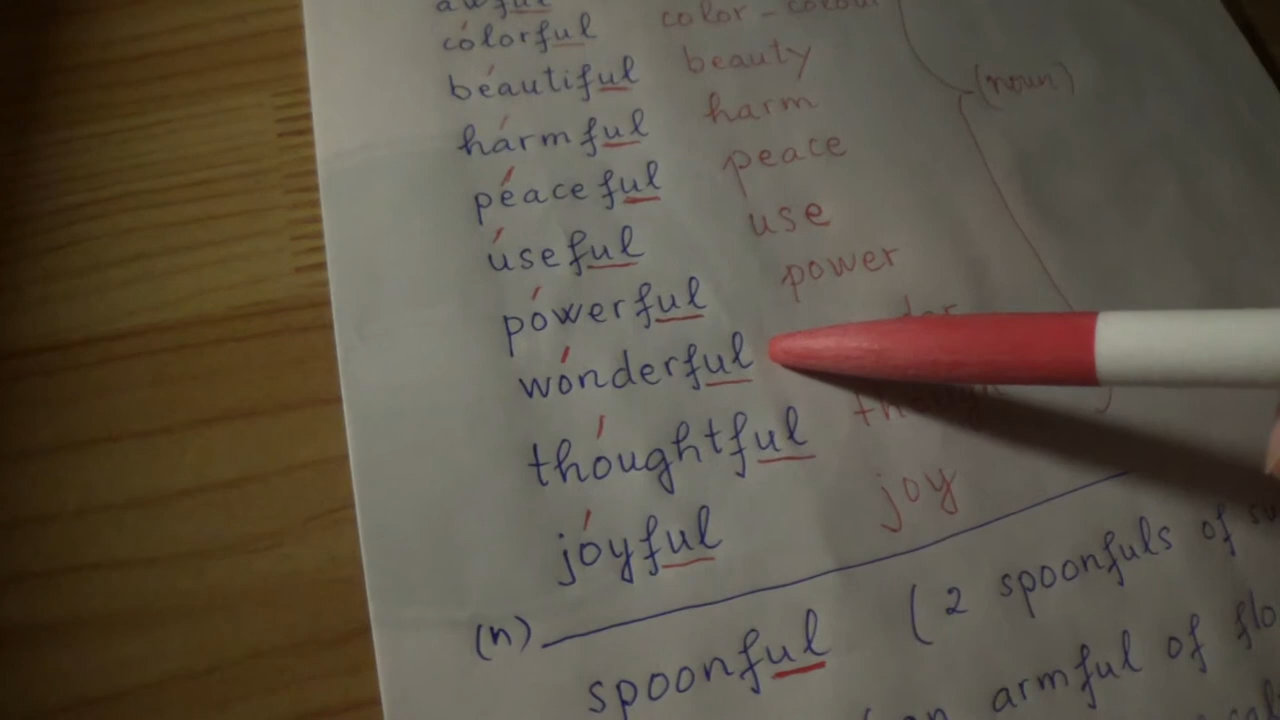 awful
colorful color - colour
beautiful beauty
harmful harm (noun)
peaceful peace
useful use
powerful power
wonderful
thoughtful
joyful joy
(n)
spoonful (2 spoonfuls of
armful of